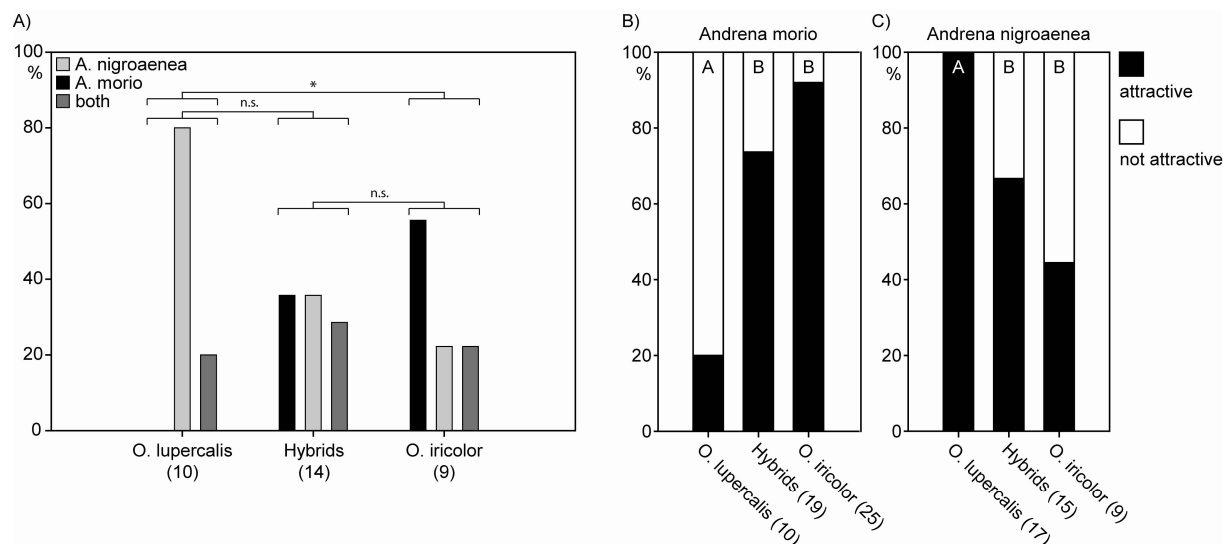 A)
100
%
80
60
40
20
0
A. nigroaenea
A. morio
both
*
n.s.
n.s.
O. lupercalis
(10)
Hybrids
(14)
O. iricolor
(9)
B)
Andrena morio
100
%
80
60
40
20
0
A
B
B
O. lupercalis (10)
Hybrids (19)
O. iricolor (25)
C)
Andrena nigroaenea
100
%
80
60
40
20
0
A
B
B
O. lupercalis (17)
Hybrids (15)
O. iricolor (9)
attractive
not attractive